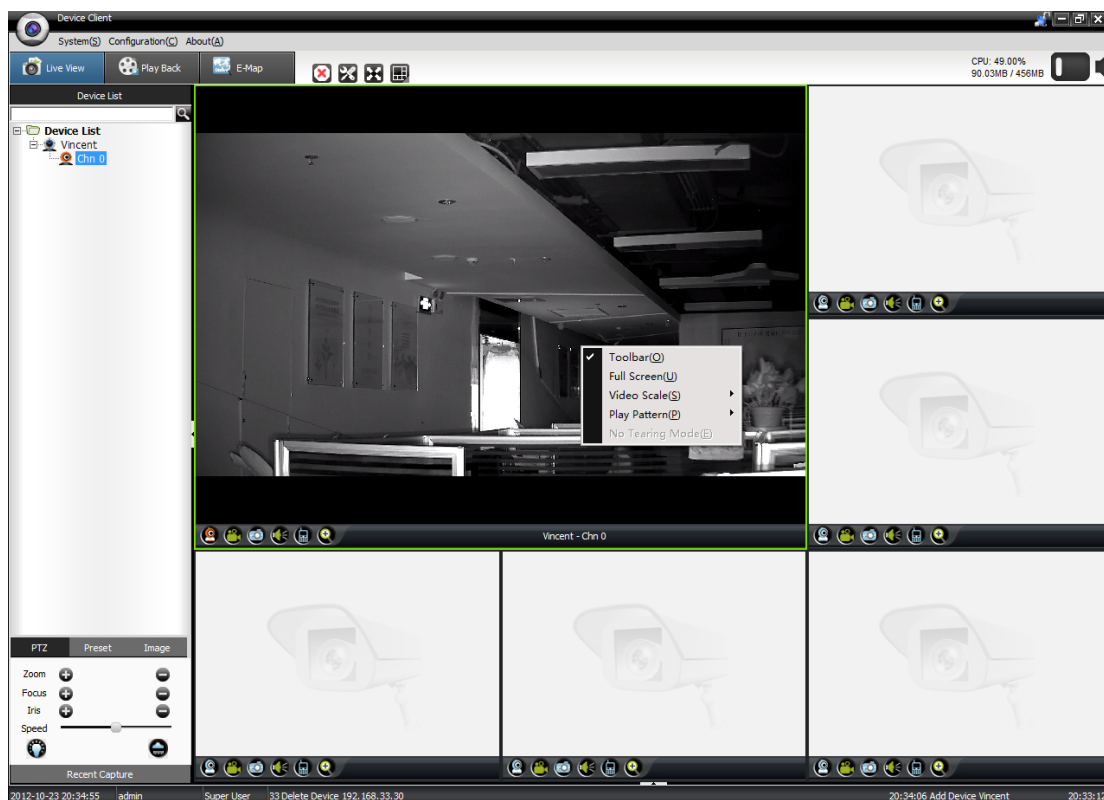 Device Client
System(S) Configuration(C) About(A)
Live View Play Back E-Map
CPU: 49.00%
90.03MB / 456MB
Device List
Device List
Vincent
Chn 0
Toolbar(O)
Full Screen(U)
Video Scale(S)
Play Pattern(P)
No Tearing Mode(E)
Vincent - Chn 0
PTZ Preset Image
Zoom
Focus
Iris
Speed
Recent Capture
2012-10-23 20:34:55 admin Super User 33 Delete Device 192.168.33.30 20:34:06 Add Device Vincent 20:33:12